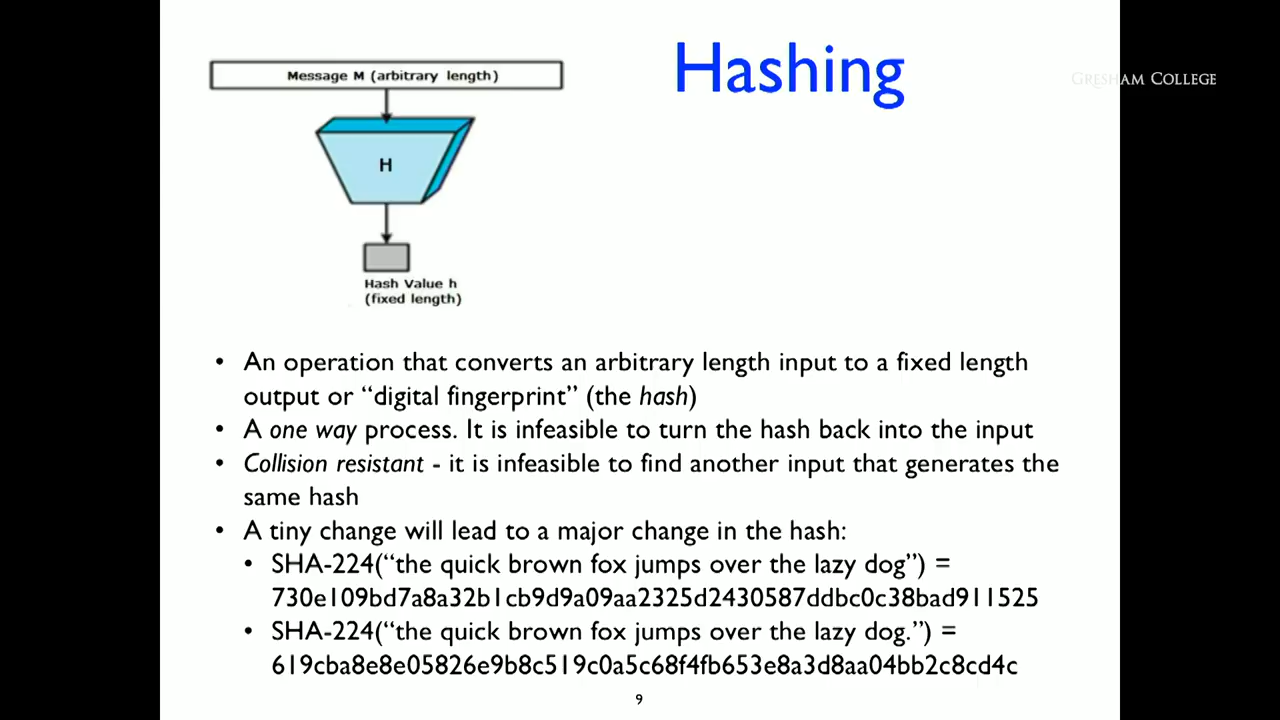 Hashing
GRESHAM COLLEGE
Message M (arbitrary length)
H
Hash Value h
(fixed length)
• An operation that converts an arbitrary length input to a fixed length
output or “digital fingerprint” (the hash)
• A one way process. It is infeasible to turn the hash back into the input
• Collision resistant - it is infeasible to find another input that generates the
same hash
• A tiny change will lead to a major change in the hash:
• SHA-224(“the quick brown fox jumps over the lazy dog”) =
730e109bd7a8a32b1cb9d9a09aa2325d2430587ddbc0c38bad911525
• SHA-224(“the quick brown fox jumps over the lazy dog.”) =
619cba8e8e05826e9b8c519c0a5c68f4fb653e8a3d8aa04bb2c8cd4c
9